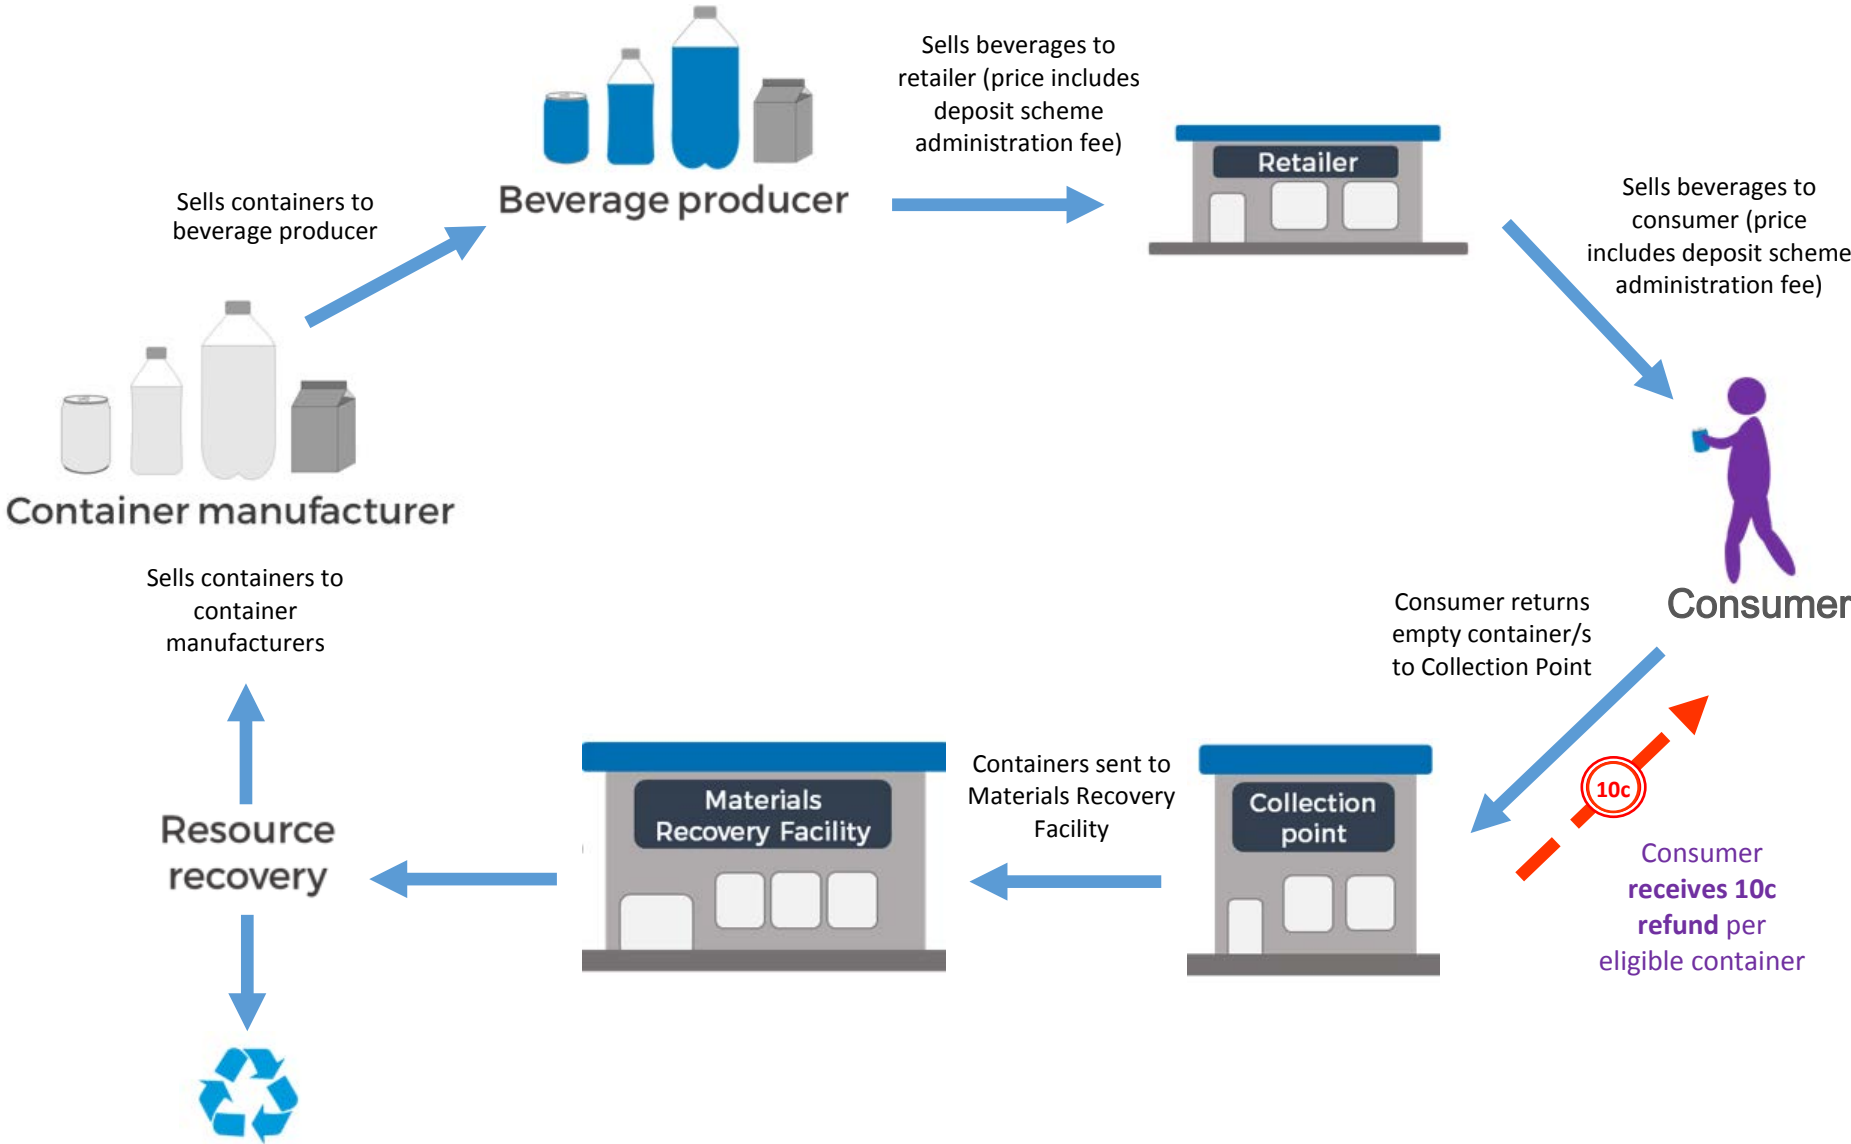 Sells beverages to
retailer (price includes
deposit scheme
administration fee)
Retailer
Beverage producer
Sells containers to
beverage producer
Sells beverages to
consumer (price
includes deposit scheme
administration fee)
Container manufacturer
Sells containers to
container
manufacturers
Consumer
Consumer returns
empty container/s
to Collection Point
10c
Consumer
receives 10c
refund per
eligible container
Collection
point
Containers sent to
Materials Recovery
Facility
Materials
Recovery Facility
Resource
recovery